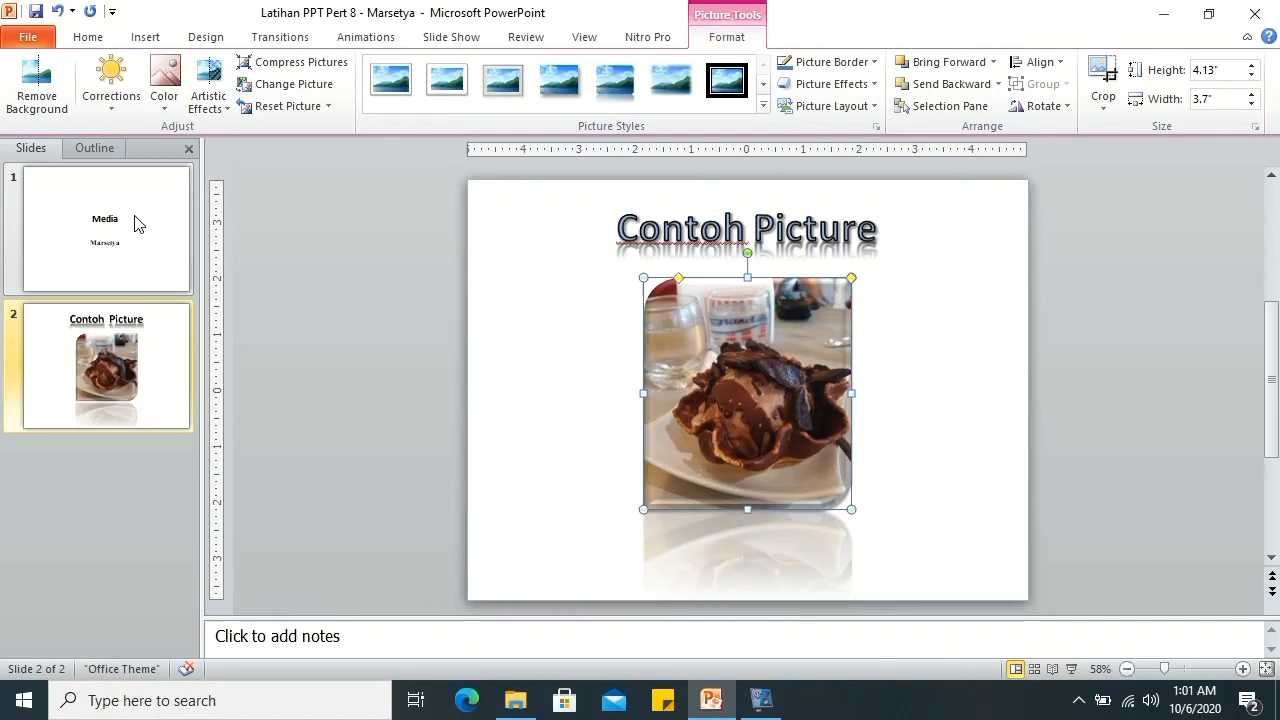 Latihan PPT Pert 8 - Marsetya - Microsoft PowerPoint
Picture Tools
File Home Insert Design Transitions Animations Slide Show Review View Nitro Pro Format
Remove Background
Corrections
Color
Artistic Effects
Compress Pictures
Change Picture
Reset Picture
Adjust
Picture Border
Picture Effects
Picture Layout
Picture Styles
Bring Forward
Send Backward
Selection Pane
Align
Group
Rotate
Arrange
Crop
Height: 4.13"
Width: 3.7"
Size
Slides Outline
1
Media
Marsetya
2
Contoh Picture
Contoh Picture
Click to add notes
Slide 2 of 2 "Office Theme" 58%
Type here to search
1:01 AM
10/6/2020
2